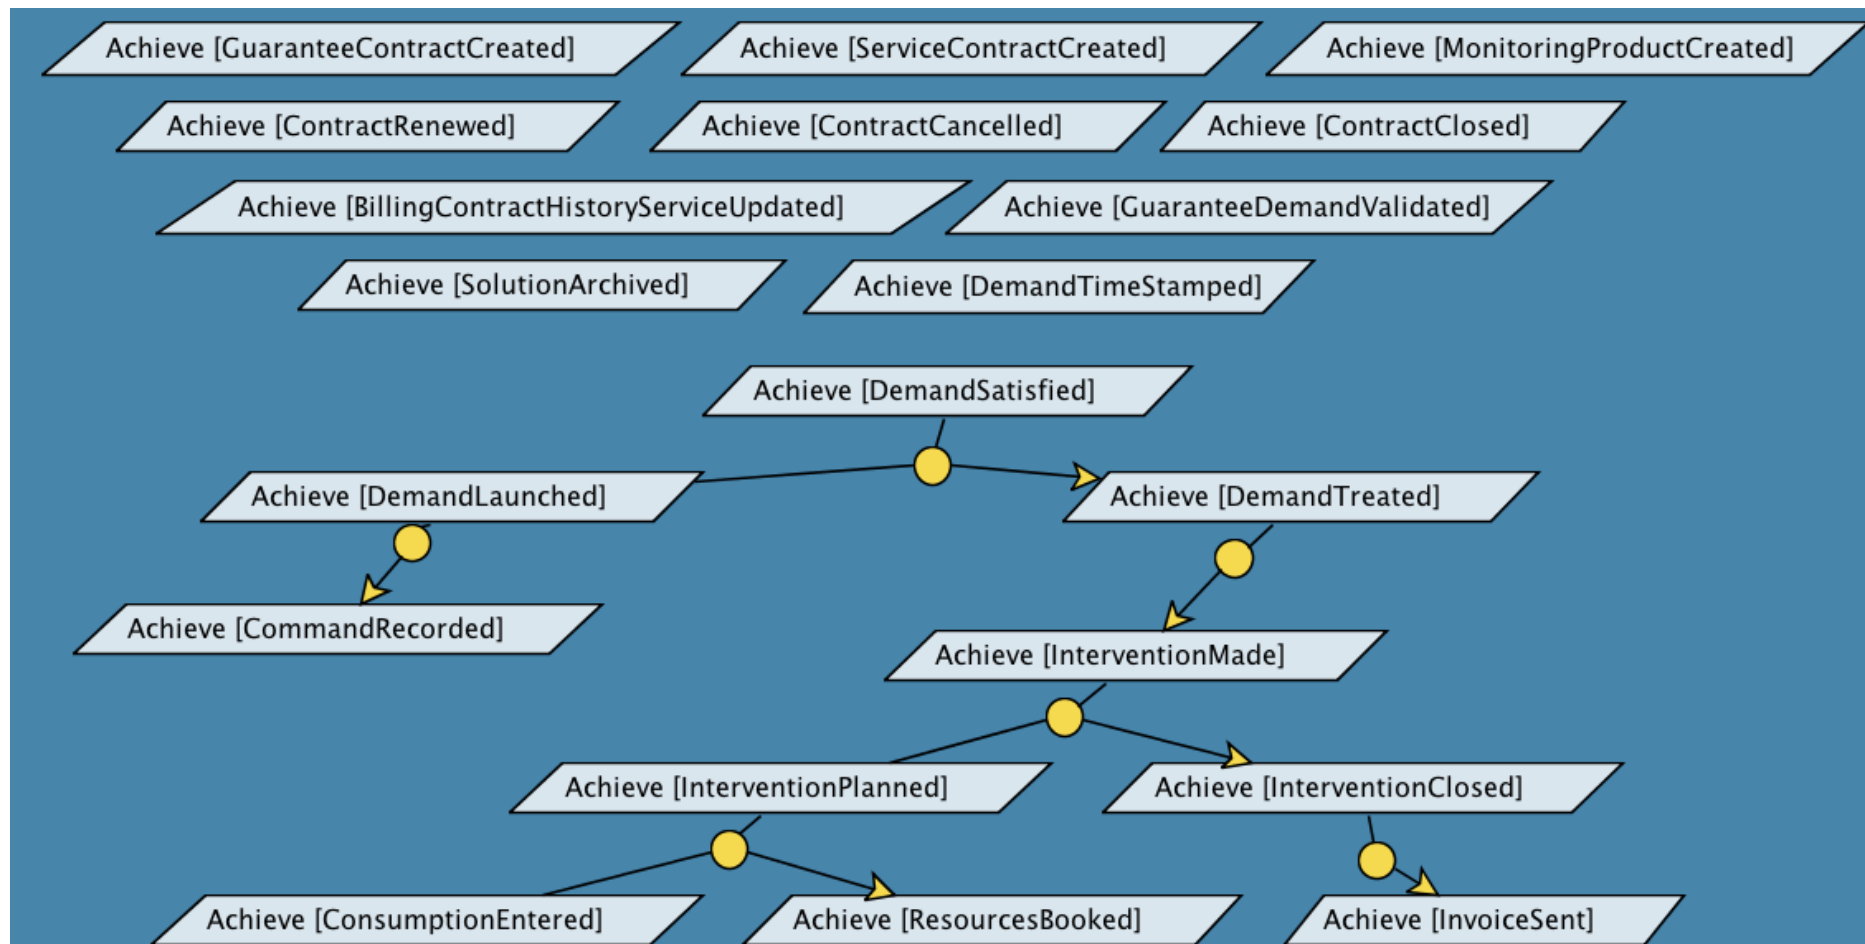 Achieve [GuaranteeContractCreated]
Achieve [ServiceContractCreated]
Achieve [MonitoringProductCreated]
Achieve [ContractRenewed]
Achieve [ContractCancelled]
Achieve [ContractClosed]
Achieve [BillingContractHistoryServiceUpdated]
Achieve [GuaranteeDemandValidated]
Achieve [SolutionArchived]
Achieve [DemandTimeStamped]
Achieve [DemandSatisfied]
Achieve [DemandLaunched]
Achieve [DemandTreated]
Achieve [CommandRecorded]
Achieve [InterventionMade]
Achieve [InterventionPlanned]
Achieve [InterventionClosed]
Achieve [ConsumptionEntered]
Achieve [ResourcesBooked]
Achieve [InvoiceSent]